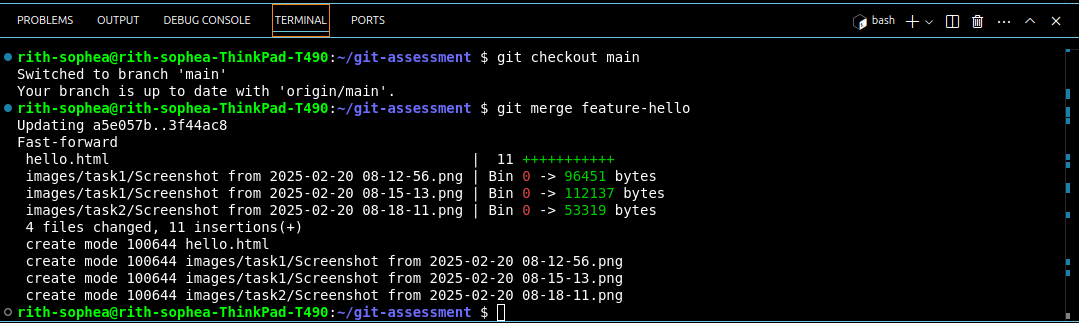 PROBLEMS OUTPUT DEBUG CONSOLE TERMINAL PORTS bash
rith-sophea@rith-sophea-ThinkPad-T490:~/git-assessment $ git checkout main
Switched to branch 'main'
Your branch is up to date with 'origin/main'.
rith-sophea@rith-sophea-ThinkPad-T490:~/git-assessment $ git merge feature-hello
Updating a5e057b..3f44ac8
Fast-forward
 hello.html                                           |  11 +++++++++++
 images/task1/Screenshot from 2025-02-20 08-12-56.png | Bin 0 -> 96451 bytes
 images/task1/Screenshot from 2025-02-20 08-15-13.png | Bin 0 -> 112137 bytes
 images/task2/Screenshot from 2025-02-20 08-18-11.png | Bin 0 -> 53319 bytes
 4 files changed, 11 insertions(+)
 create mode 100644 hello.html
 create mode 100644 images/task1/Screenshot from 2025-02-20 08-12-56.png
 create mode 100644 images/task1/Screenshot from 2025-02-20 08-15-13.png
 create mode 100644 images/task2/Screenshot from 2025-02-20 08-18-11.png
rith-sophea@rith-sophea-ThinkPad-T490:~/git-assessment $